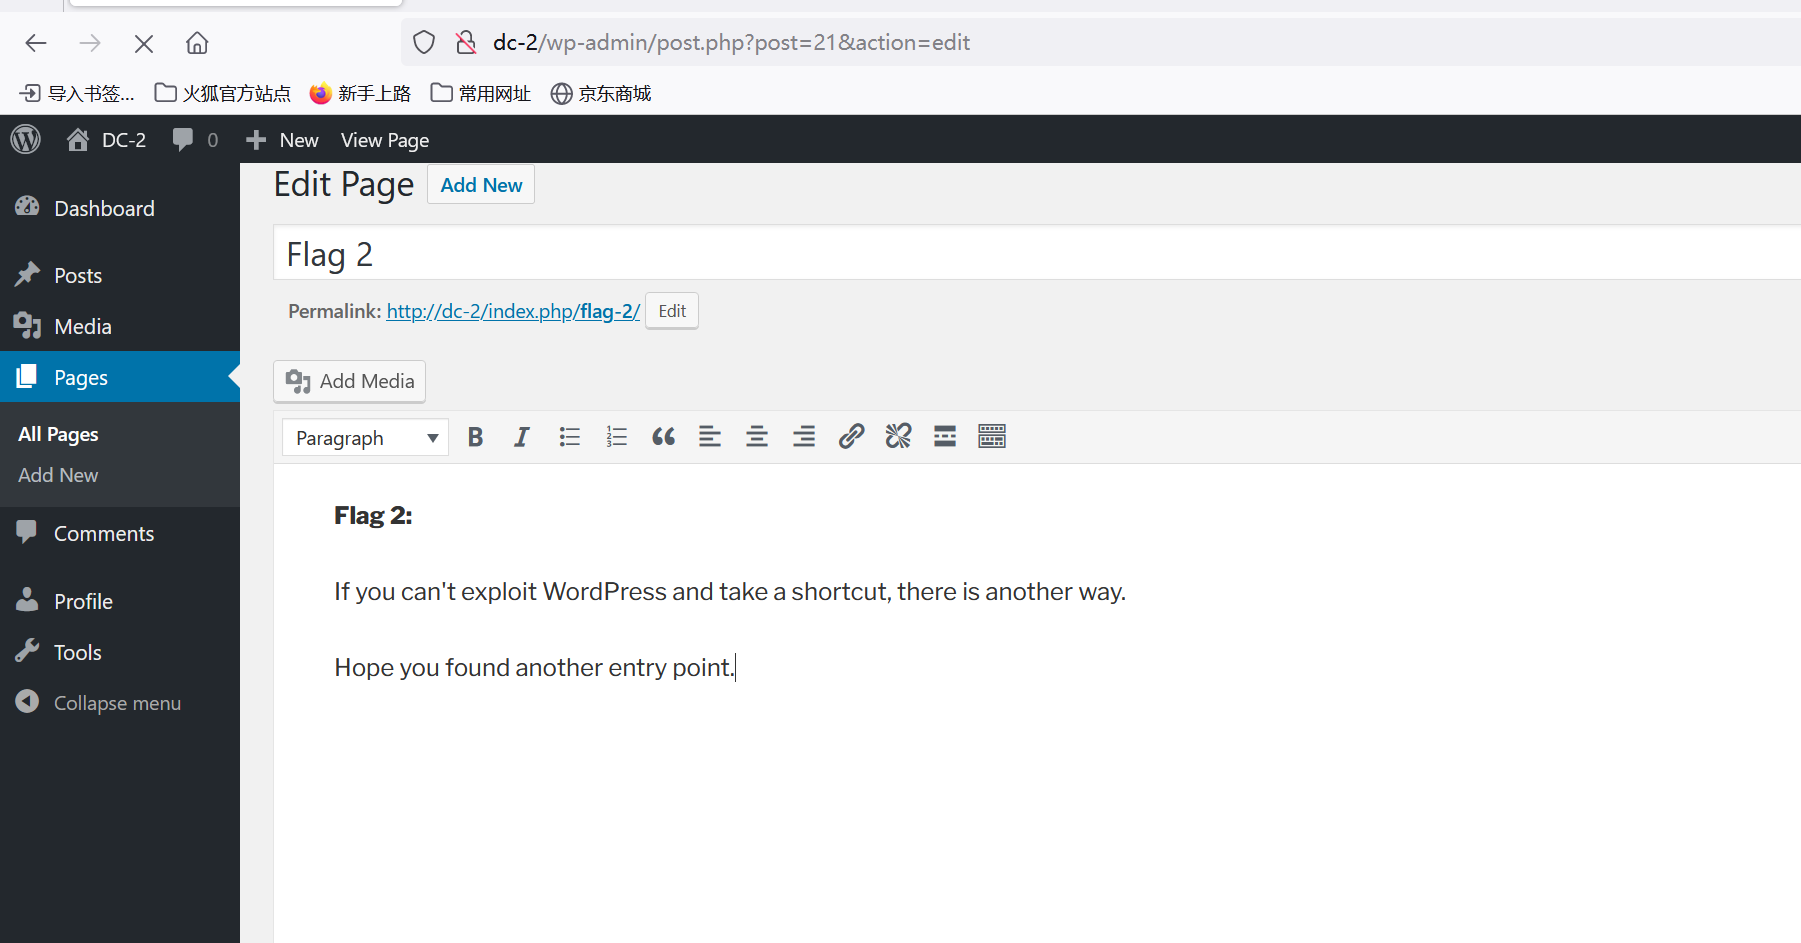 dc-2/wp-admin/post.php?post=21&action=edit
导入书签... 火狐官方站点 新手上路 常用网址 京东商城
DC-2 0 New View Page
Edit Page Add New
Dashboard
Flag 2
Posts
Permalink: http://dc-2/index.php/flag-2/ Edit
Media
Pages
Add Media
All Pages
Paragraph B I
Add New
Flag 2:
Comments
If you can't exploit WordPress and take a shortcut, there is another way.
Profile
Tools
Hope you found another entry point.
Collapse menu